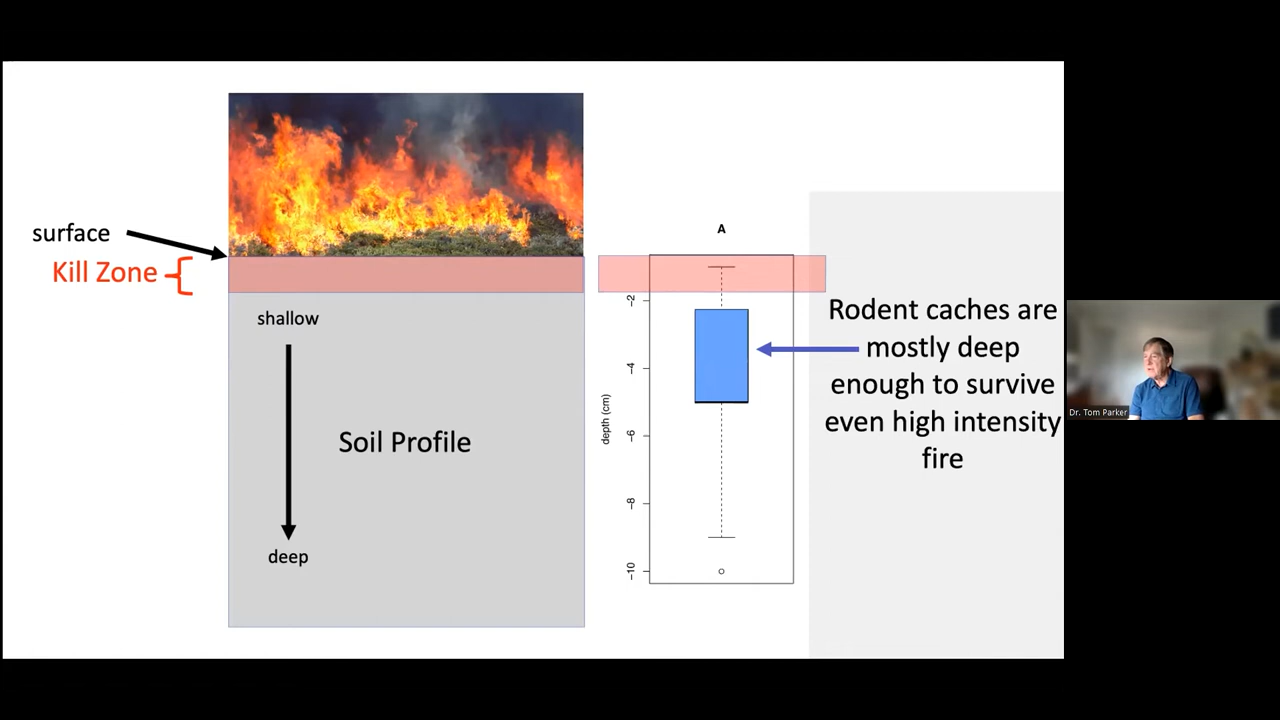 surface
Kill Zone
shallow
Soil Profile
deep
A
depth (cm)
-2
-4
-6
-8
-10
Rodent caches are
mostly deep
enough to survive
even high intensity
fire
Dr. Tom Parker